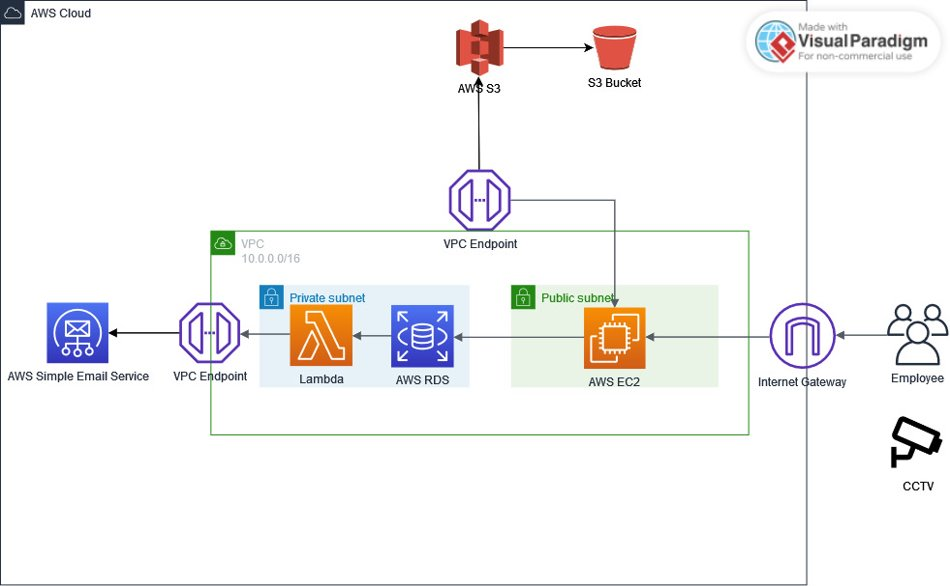 AWS Cloud
Made with
VisualParadigm
For non-commercial use
AWS S3
S3 Bucket
VPC Endpoint
VPC
10.0.0.0/16
Private subnet
Public subnet
AWS Simple Email Service
VPC Endpoint
Lambda
AWS RDS
AWS EC2
Internet Gateway
Employee
CCTV